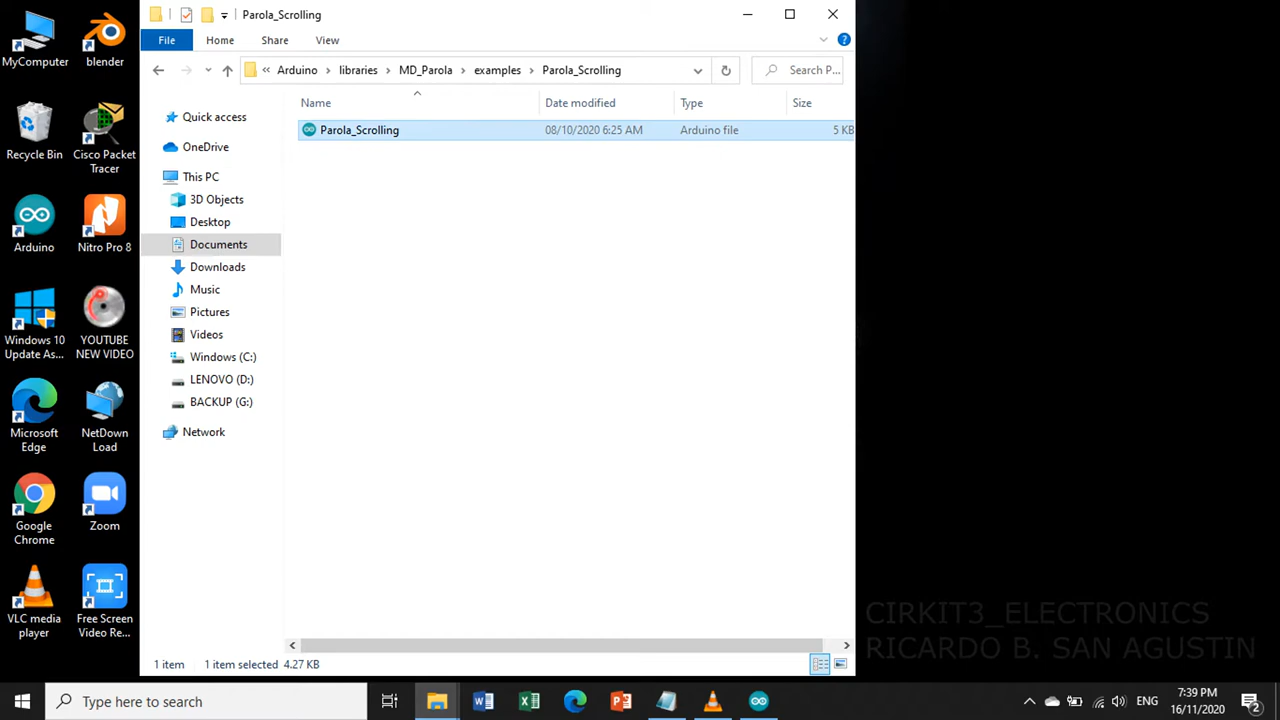 MyComputer
blender
Recycle Bin
Cisco Packet
Tracer
Arduino
Nitro Pro 8
Windows 10
Update As...
YOUTUBE
NEW VIDEO
Microsoft
Edge
NetDown
Load
Google
Chrome
Zoom
VLC media
player
Free Screen
Video Re...
Parola_Scrolling
File
Home
Share
View
« Arduino > libraries > MD_Parola > examples > Parola_Scrolling
Search P...
Name
Date modified
Type
Size
Parola_Scrolling
08/10/2020 6:25 AM
Arduino file
5 KB
Quick access
OneDrive
This PC
3D Objects
Desktop
Documents
Downloads
Music
Pictures
Videos
Windows (C:)
LENOVO (D:)
BACKUP (G:)
Network
1 item
1 item selected 4.27 KB
CIRKIT3_ELECTRONICS
RICARDO B. SAN AGUSTIN
Type here to search
ENG
7:39 PM
16/11/2020
2